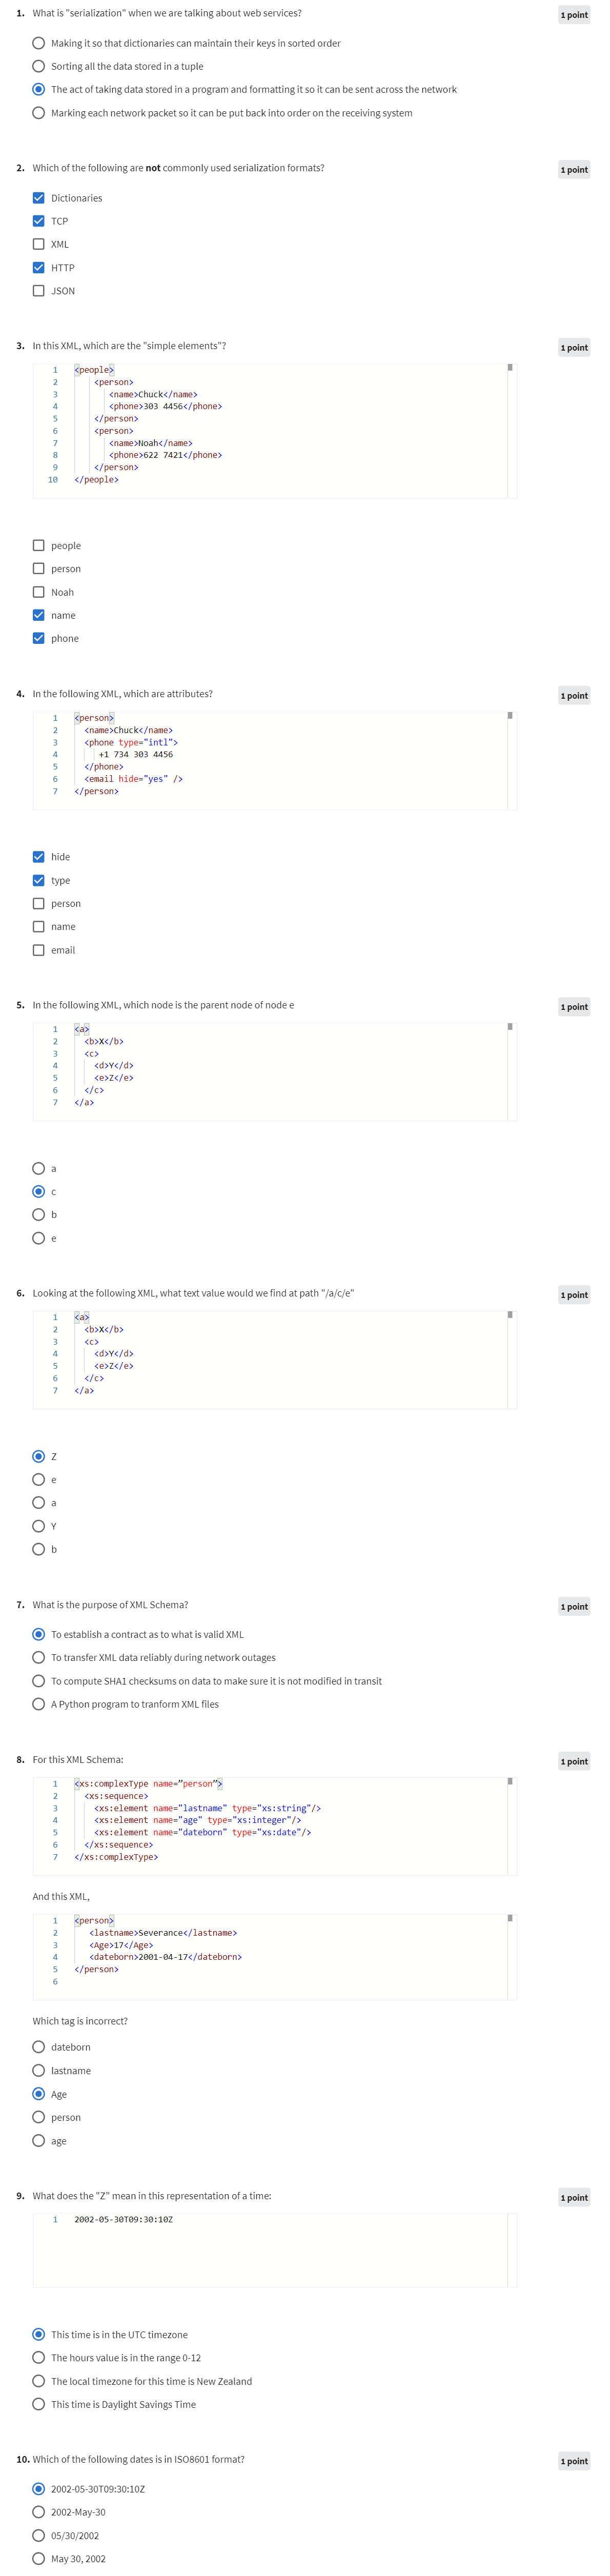 1. What is "serialization" when we are talking about web services?
1 point
Making it so that dictionaries can maintain their keys in sorted order
Sorting all the data stored in a tuple
The act of taking data stored in a program and formatting it so it can be sent across the network
Marking each network packet so it can be put back into order on the receiving system
2. Which of the following are not commonly used serialization formats?
1 point
Dictionaries
TCP
XML
HTTP
JSON
3. In this XML, which are the "simple elements"?
1 point
1 <people>
2 <person>
3 <name>Chuck</name>
4 <phone>303 4456</phone>
5 </person>
6 <person>
7 <name>Noah</name>
8 <phone>622 7421</phone>
9 </person>
10 </people>
people
person
Noah
name
phone
4. In the following XML, which are attributes?
1 point
1 <person>
2 <name>Chuck</name>
3 <phone type="intl">
4 +1 734 303 4456
5 </phone>
6 <email hide="yes" />
7 </person>
hide
type
person
name
email
5. In the following XML, which node is the parent node of node e
1 point
1 <a>
2 <b>X</b>
3 <c>
4 <d>Y</d>
5 <e>Z</e>
6 </c>
7 </a>
a
c
b
e
6. Looking at the following XML, what text value would we find at path "/a/c/e"
1 point
1 <a>
2 <b>X</b>
3 <c>
4 <d>Y</d>
5 <e>Z</e>
6 </c>
7 </a>
Z
e
a
Y
b
7. What is the purpose of XML Schema?
1 point
To establish a contract as to what is valid XML
To transfer XML data reliably during network outages
To compute SHA1 checksums on data to make sure it is not modified in transit
A Python program to tranform XML files
8. For this XML Schema:
1 point
1 <xs:complexType name=”person”>
2 <xs:sequence>
3 <xs:element name="lastname" type="xs:string"/>
4 <xs:element name="age" type="xs:integer"/>
5 <xs:element name="dateborn" type="xs:date"/>
6 </xs:sequence>
7 </xs:complexType>
And this XML,
1 <person>
2 <lastname>Severance</lastname>
3 <Age>17</Age>
4 <dateborn>2001-04-17</dateborn>
5 </person>
6
Which tag is incorrect?
dateborn
lastname
Age
person
age
9. What does the "Z" mean in this representation of a time:
1 point
1 2002-05-30T09:30:10Z
This time is in the UTC timezone
The hours value is in the range 0-12
The local timezone for this time is New Zealand
This time is Daylight Savings Time
10. Which of the following dates is in ISO8601 format?
1 point
2002-05-30T09:30:10Z
2002-May-30
05/30/2002
May 30, 2002